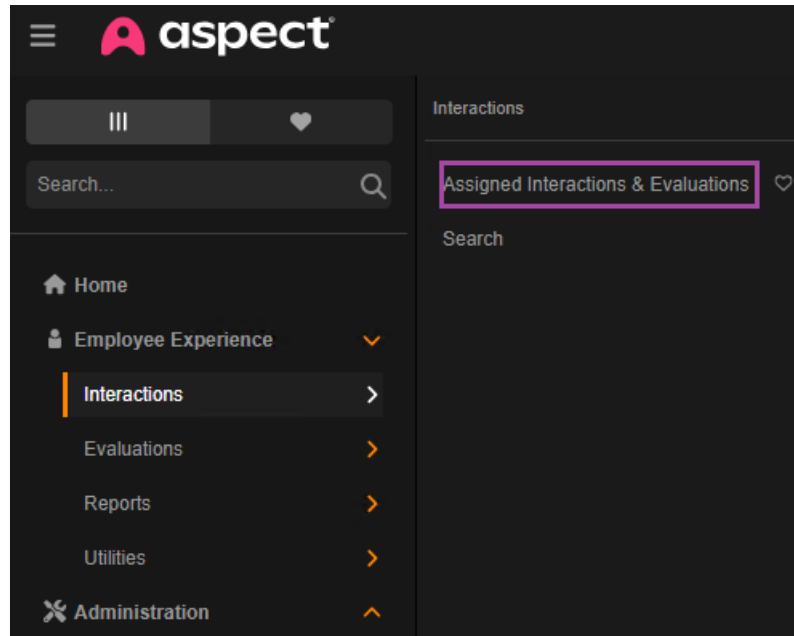 aspect
Search...
Home
Employee Experience
Interactions
Evaluations
Reports
Utilities
Administration
Interactions
Assigned Interactions & Evaluations
Search